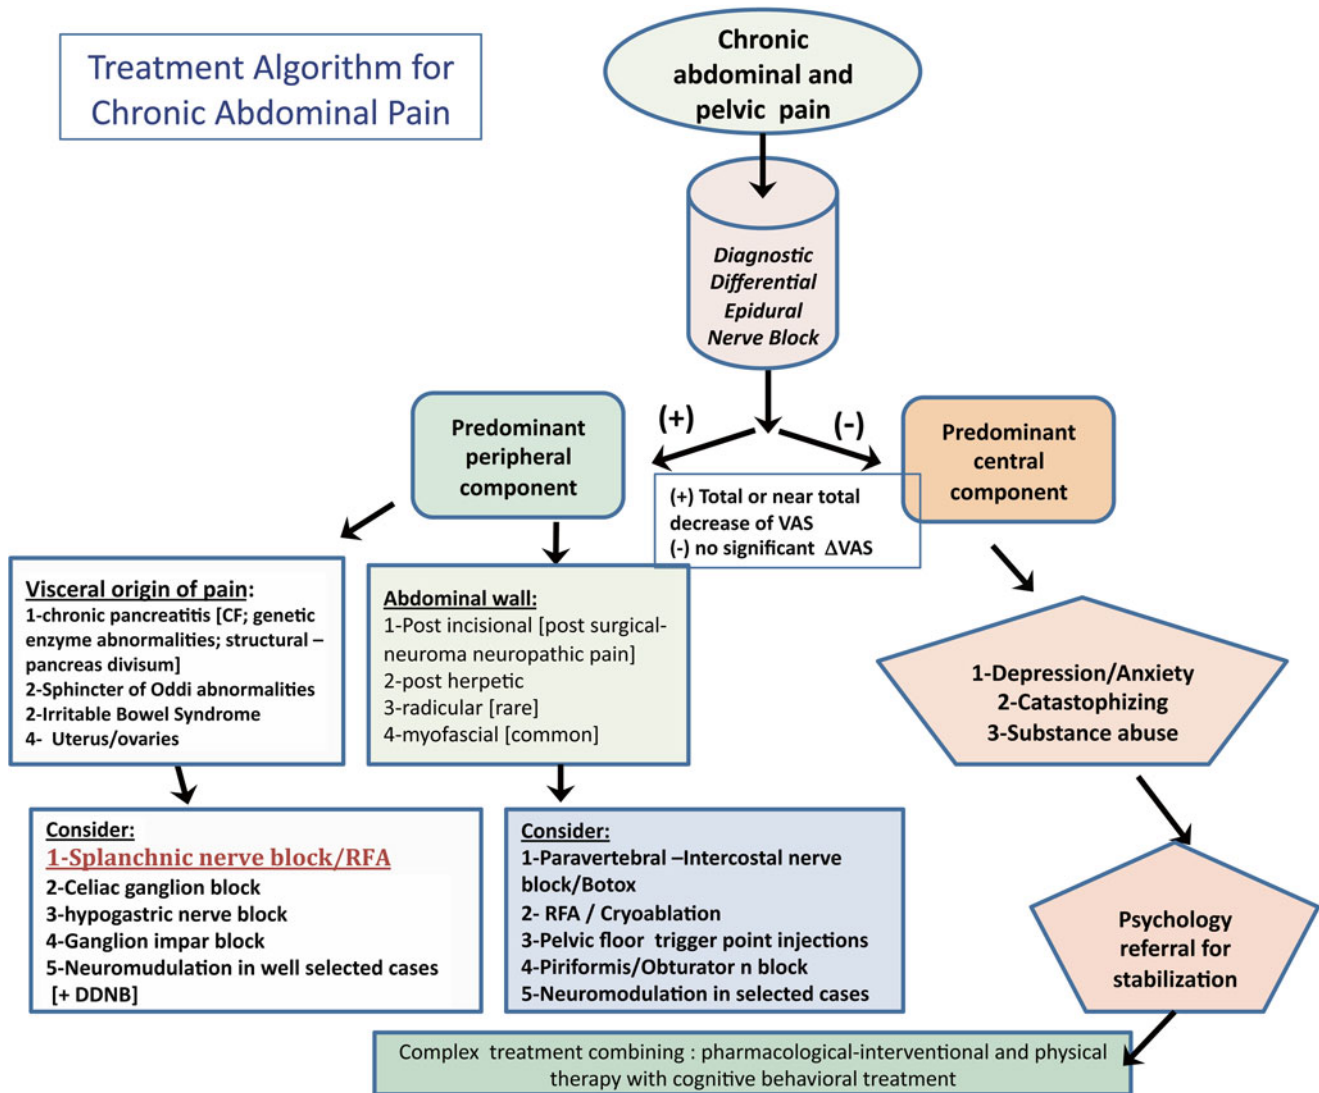 Treatment Algorithm for
Chronic Abdominal Pain
Chronic
abdominal and
pelvic pain
Diagnostic
Differential
Epidural
Nerve Block
(+)
(-)
Predominant
peripheral
component
Predominant
central
component
(+) Total or near total
decrease of VAS
(-) no significant ΔVAS
Visceral origin of pain:
1-chronic pancreatitis [CF; genetic
enzyme abnormalities; structural –
pancreas divisum]
2-Sphincter of Oddi abnormalities
2-Irritable Bowel Syndrome
4- Uterus/ovaries
Abdominal wall:
1-Post incisional [post surgical-
neuroma neuropathic pain]
2-post herpetic
3-radicular [rare]
4-myofascial [common]
1-Depression/Anxiety
2-Catastophizing
3-Substance abuse
Consider:
1-Splanchnic nerve block/RFA
2-Celiac ganglion block
3-hypogastric nerve block
4-Ganglion impar block
5-Neuromudulation in well selected cases
[+ DDNB]
Consider:
1-Paravertebral –Intercostal nerve
block/Botox
2- RFA / Cryoablation
3-Pelvic floor trigger point injections
4-Piriformis/Obturator n block
5-Neuromodulation in selected cases
Psychology
referral for
stabilization
Complex treatment combining : pharmacological-interventional and physical
therapy with cognitive behavioral treatment